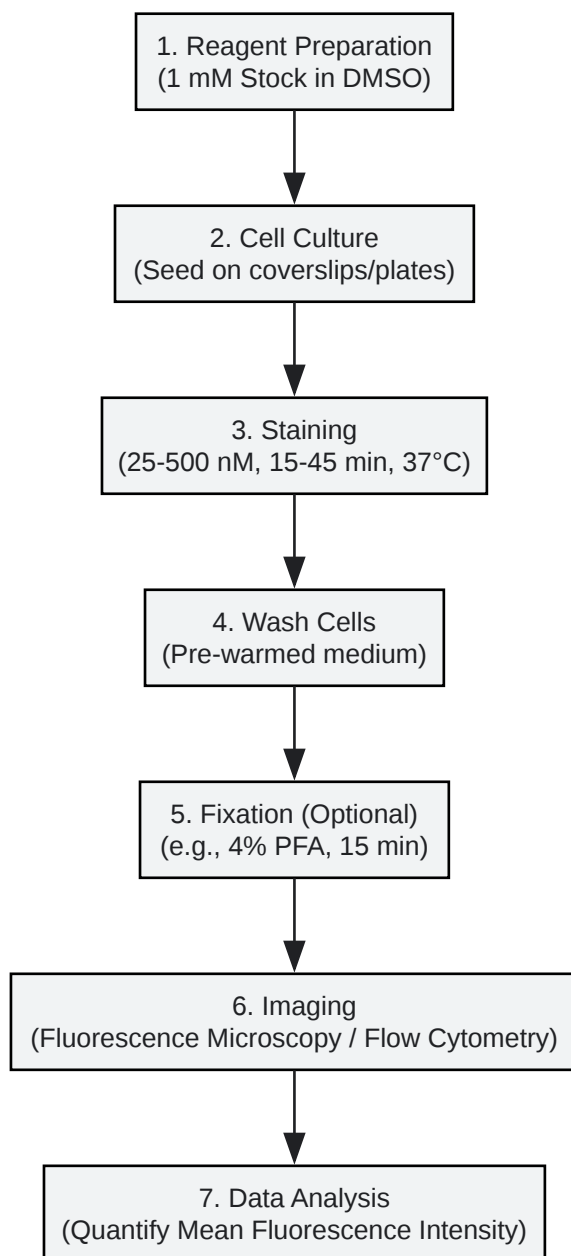 1. Reagent Preparation
(1 mM Stock in DMSO)
2. Cell Culture
(Seed on coverslips/plates)
3. Staining
(25-500 nM, 15-45 min, 37°C)
4. Wash Cells
(Pre-warmed medium)
5. Fixation (Optional)
(e.g., 4% PFA, 15 min)
6. Imaging
(Fluorescence Microscopy / Flow Cytometry)
7. Data Analysis
(Quantify Mean Fluorescence Intensity)